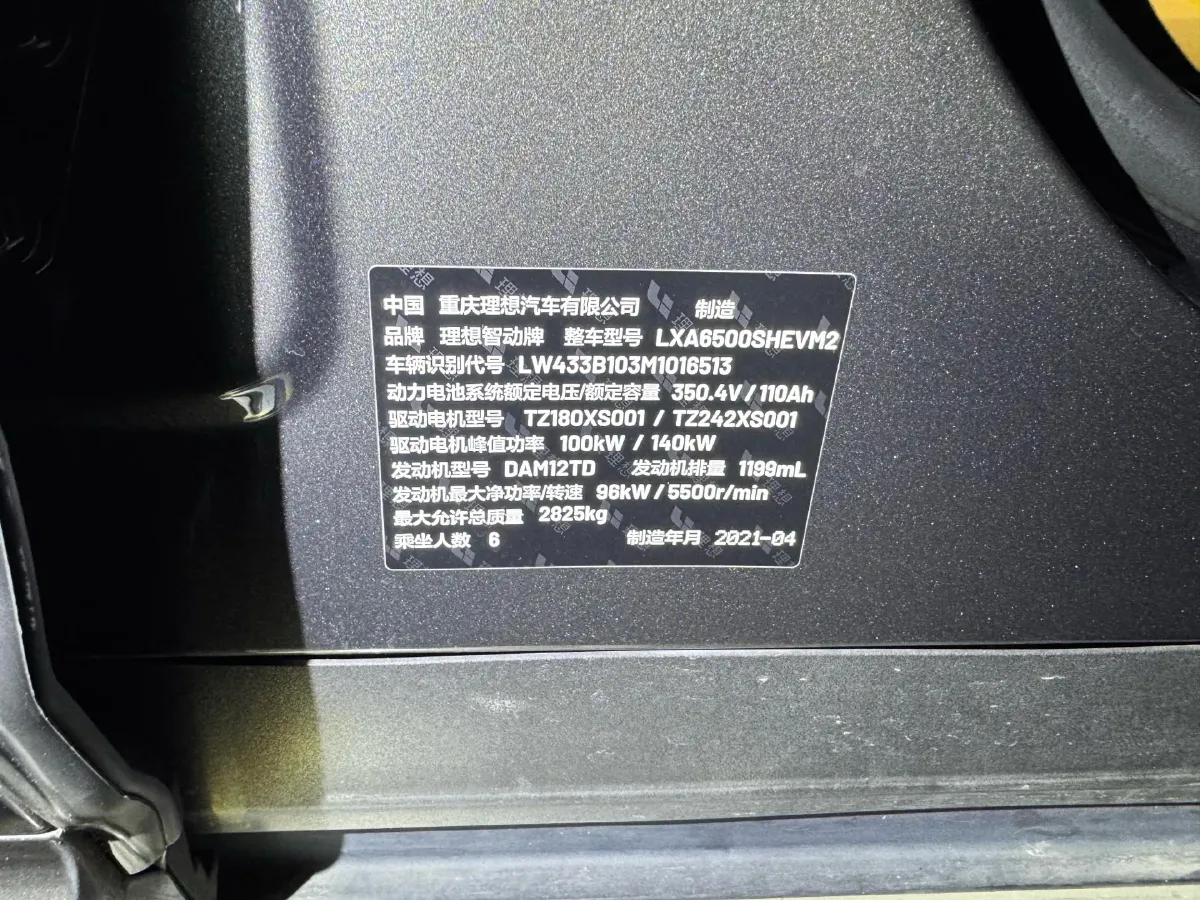 中国 重庆理想汽车有限公司 制造
品牌 理想智动牌 整车型号 LXA6500SHEVM2
车辆识别代号 LW433B103M1016513
动力电池系统额定电压/额定容量 350.4V / 110Ah
驱动电机型号 TZ180XS001 / TZ242XS001
驱动电机峰值功率 100kW / 140kW
发动机型号 DAM12TD 发动机排量 1199mL
发动机最大净功率/转速 96kW / 5500r/min
最大允许总质量 2825kg
乘坐人数 6 制造年月 2021-04